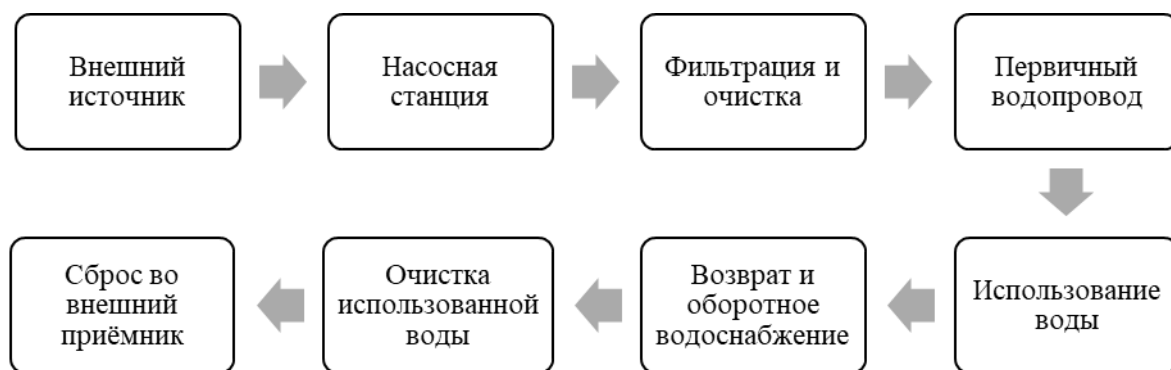 Внешний
источник
Насосная
станция
Фильтрация и
очистка
Первичный
водопровод
Использование
воды
Возврат и
оборотное
водоснабжение
Очистка
использованной
воды
Сброс во
внешний
приёмник